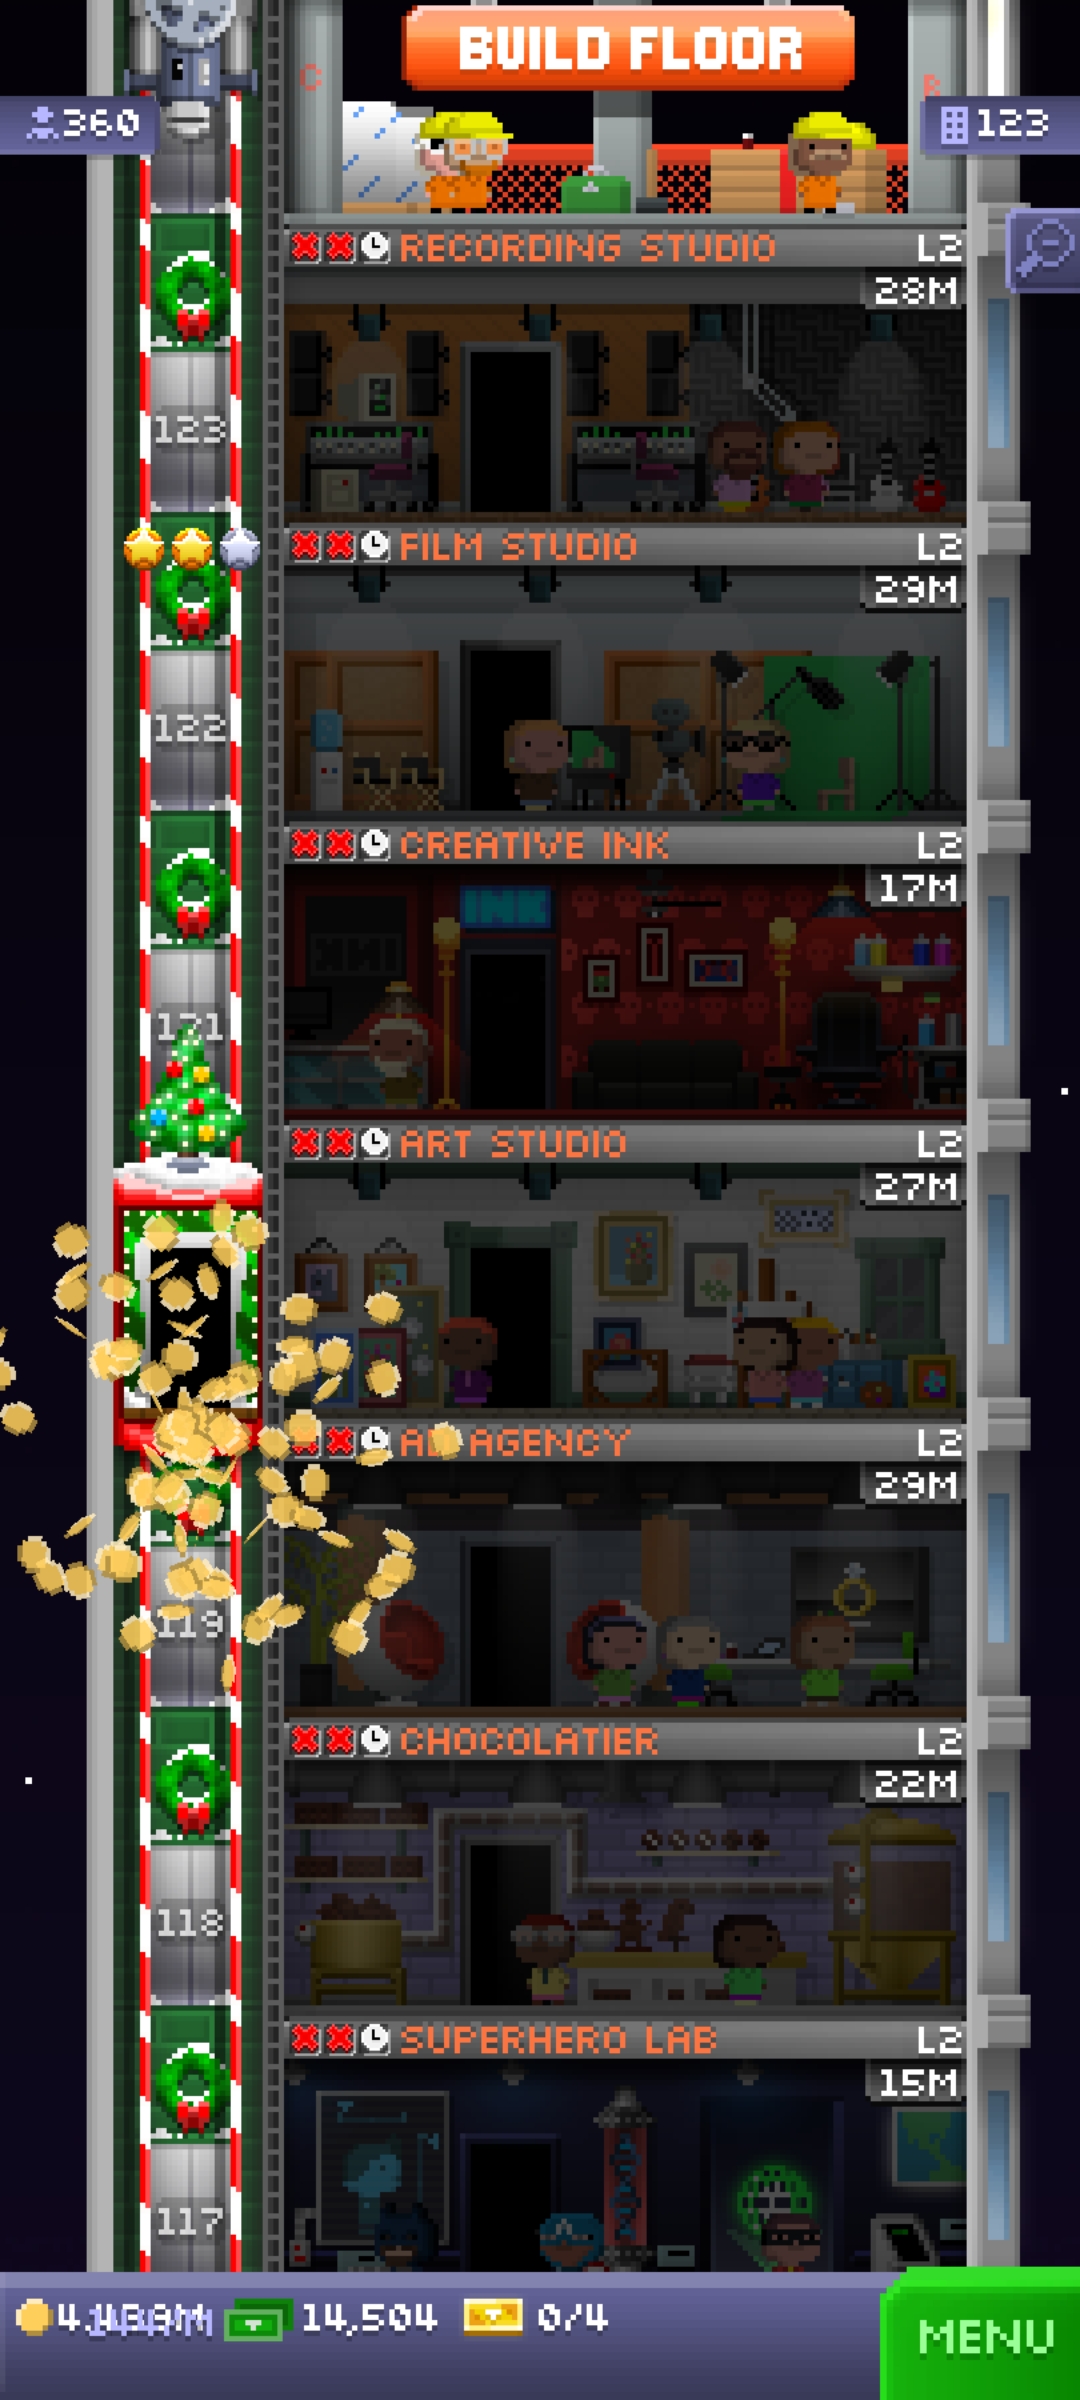 BUILD FLOOR
C
R
360
123
RECORDING STUDIO L2
28M
123
FILM STUDIO L2
29M
122
CREATIVE INK L2
17M
INK
INK
121
ART STUDIO L2
27M
AD AGENCY L2
29M
119
CHOCOLATIER L2
22M
118
SUPERHERO LAB L2
15M
117
14,504
0/4
MENU